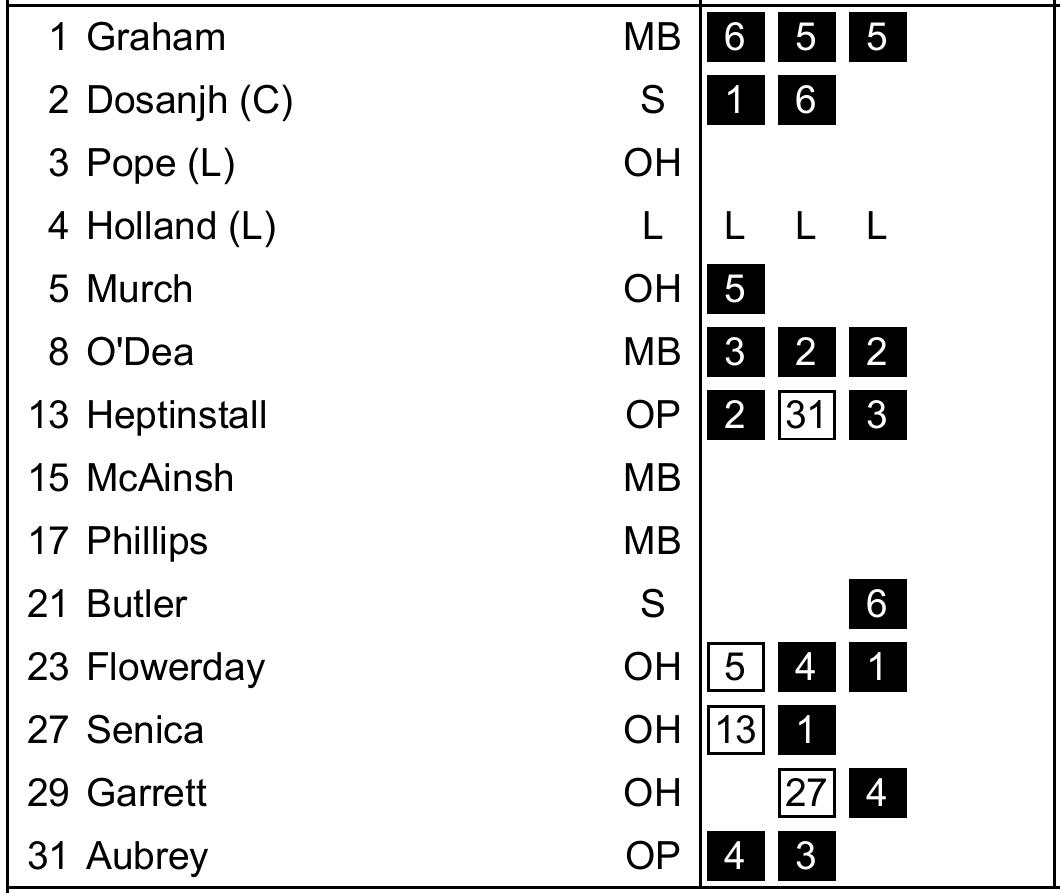 1 Graham MB 6 5 5
2 Dosanjh (C) S 1 6
3 Pope (L) OH
4 Holland (L) L L L L
5 Murch OH 5
8 O'Dea MB 3 2 2
13 Heptinstall OP 2 31 3
15 McAinsh MB
17 Phillips MB
21 Butler S 6
23 Flowerday OH 5 4 1
27 Senica OH 13 1
29 Garrett OH 27 4
31 Aubrey OP 4 3